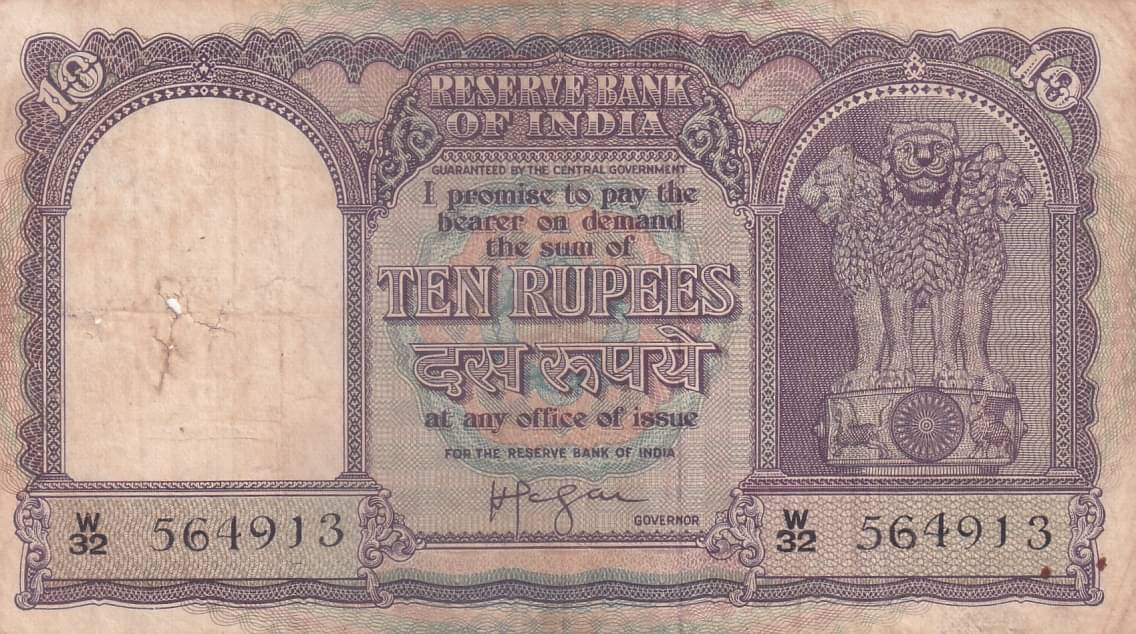 10
10
RESERVE BANK
OF INDIA
GUARANTEED BY THE CENTRAL GOVERNMENT
I promise to pay the
bearer on demand
the sum of
TEN RUPEES
दस रूपये
at any office of issue
FOR THE RESERVE BANK OF INDIA
GOVERNOR
W/32 564913
W/32 564913